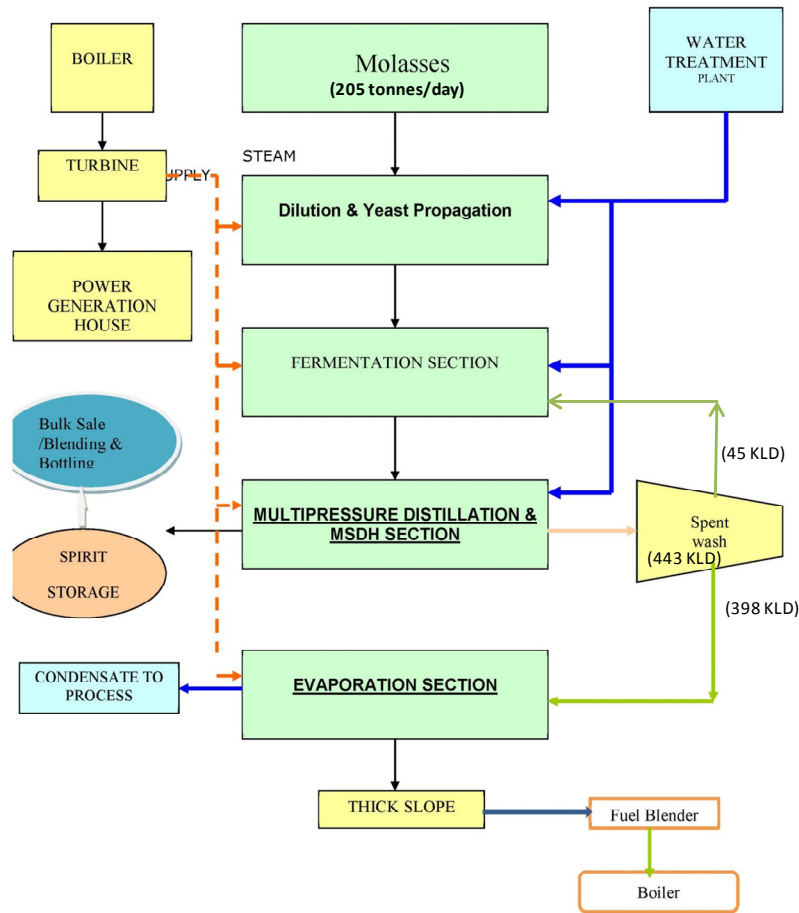 BOILER
Molasses
(205 tonnes/day)
WATER
TREATMENT
PLANT
TURBINE
UPPLY
STEAM
Dilution & Yeast Propagation
POWER
GENERATION
HOUSE
FERMENTATION SECTION
Bulk Sale
/Blending &
Bottling
(45 KLD)
MULTIPRESSURE DISTILLATION &
MSDH SECTION
Spent
wash
(443 KLD)
SPIRIT
STORAGE
(398 KLD)
CONDENSATE TO
PROCESS
EVAPORATION SECTION
THICK SLOPE
Fuel Blender
Boiler